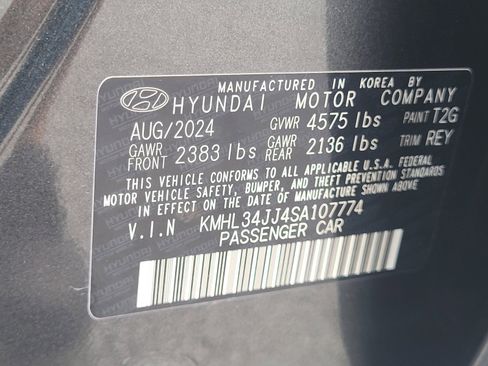 MANUFACTURED IN KOREA BY
HYUNDAI MOTOR COMPANY
AUG/2024 GVWR 4575 lbs PAINT T2G
GAWR FRONT 2383 lbs GAWR REAR 2136 lbs TRIM REY
THIS VEHICLE CONFORMS TO ALL APPLICABLE U.S.A. FEDERAL
MOTOR VEHICLE SAFETY, BUMPER, AND THEFT PREVENTION STANDARDS
IN EFFECT ON THE DATE OF MANUFACTURE SHOWN ABOVE.
V.I.N KMHL34JJ4SA107774
PASSENGER CAR